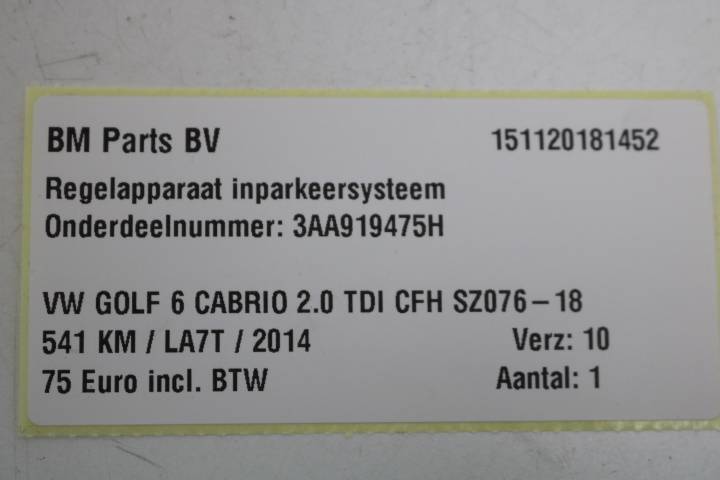 BM Parts BV 151120181452
Regelapparaat inparkeersysteem
Onderdeelnummer: 3AA919475H
VW GOLF 6 CABRIO 2.0 TDI CFH SZ076-18
541 KM / LA7T / 2014 Verz: 10
75 Euro incl. BTW Aantal: 1